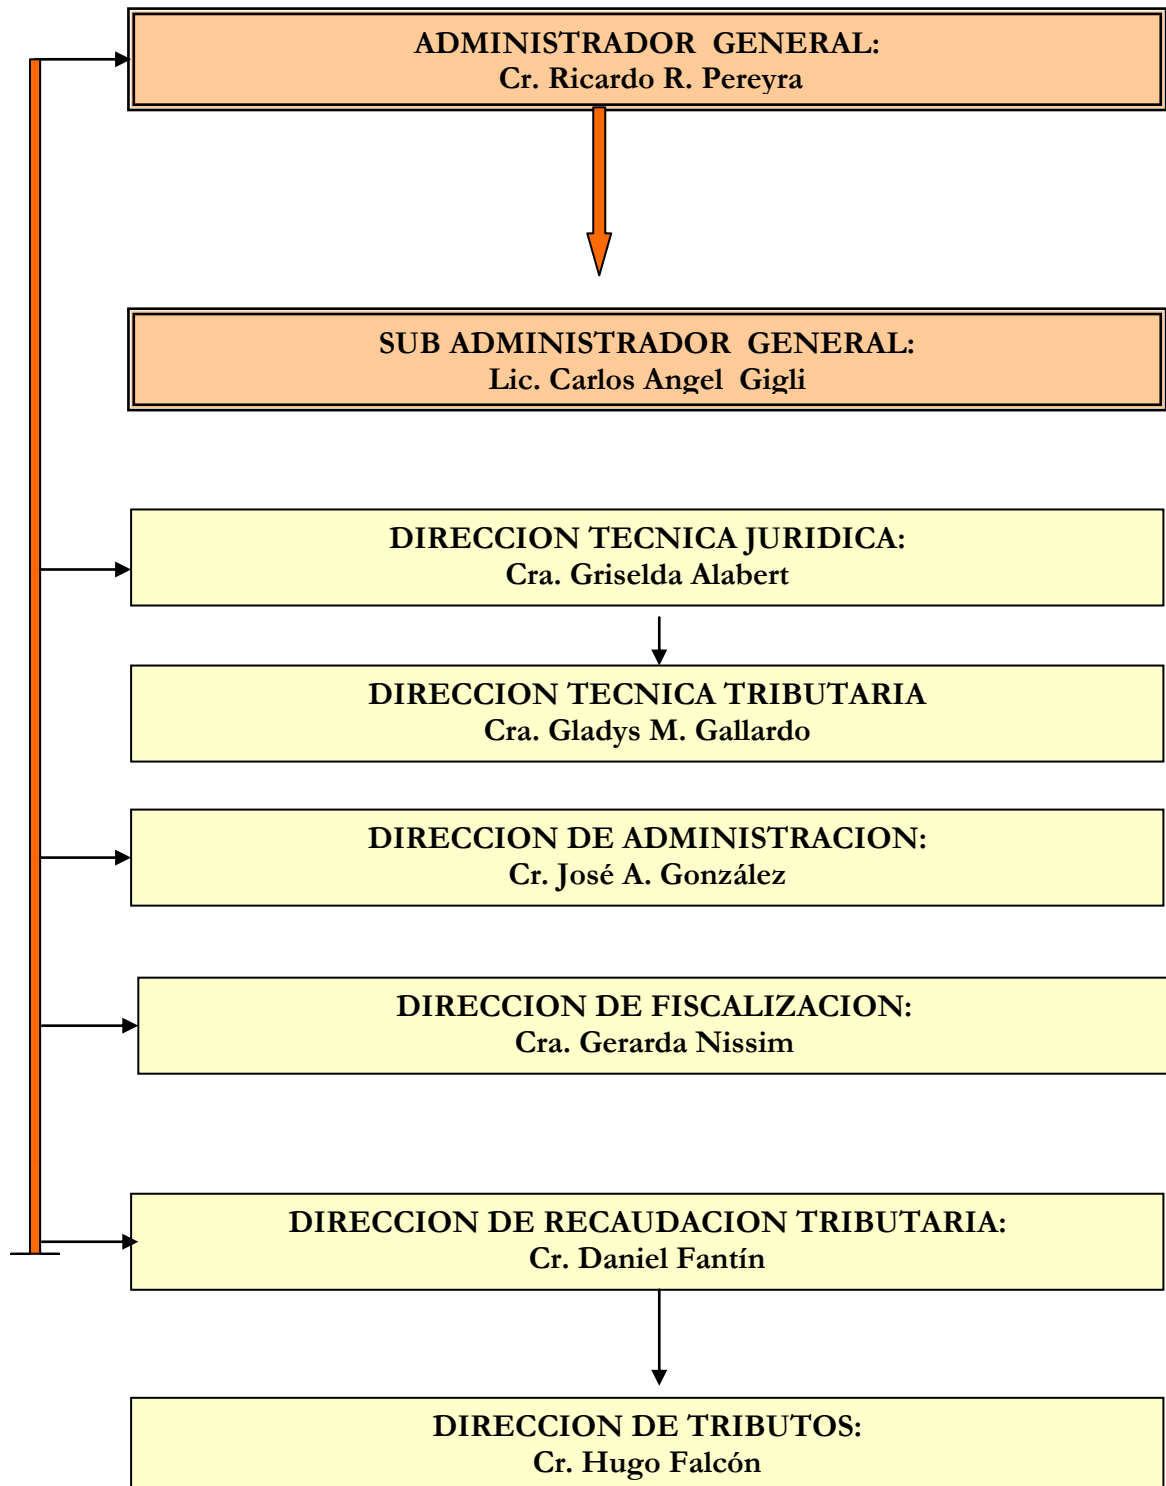 ADMINISTRADOR GENERAL:
Cr. Ricardo R. Pereyra
SUB ADMINISTRADOR GENERAL:
Lic. Carlos Angel Gigli
DIRECCION TECNICA JURIDICA:
Cra. Griselda Alabert
DIRECCION TECNICA TRIBUTARIA
Cra. Gladys M. Gallardo
DIRECCION DE ADMINISTRACION:
Cr. José A. González
DIRECCION DE FISCALIZACION:
Cra. Gerarda Nissim
DIRECCION DE RECAUDACION TRIBUTARIA:
Cr. Daniel Fantín
DIRECCION DE TRIBUTOS:
Cr. Hugo Falcón